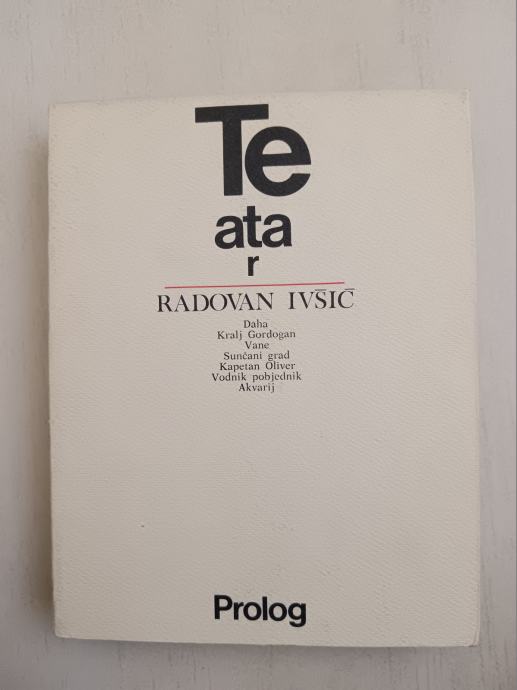 Te
ata
r
RADOVAN IVŠIĆ
Daha
Kralj Gordogan
Vane
Sunčani grad
Kapetan Oliver
Vodnik pobjednik
Akvarij
Prolog